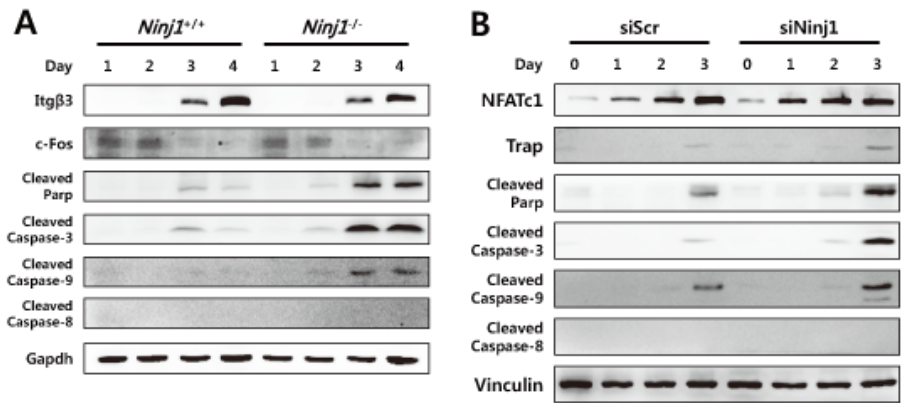 A
Ninj1+/+ Ninj1-/-
Day 1 2 3 4 1 2 3 4
Itgβ3
c-Fos
Cleaved
Parp
Cleaved
Caspase-3
Cleaved
Caspase-9
Cleaved
Caspase-8
Gapdh
B
siScr siNinj1
Day 0 1 2 3 0 1 2 3
NFATc1
Trap
Cleaved
Parp
Cleaved
Caspase-3
Cleaved
Caspase-9
Cleaved
Caspase-8
Vinculin